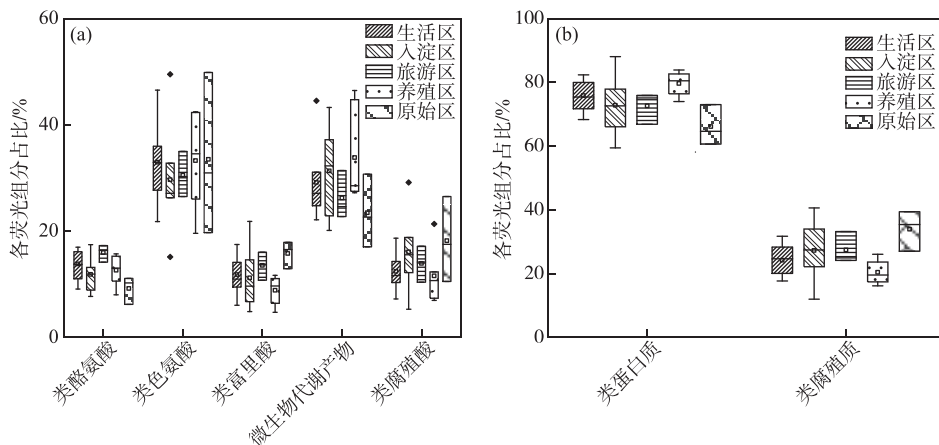 (a)
生活区
入淀区
旅游区
养殖区
原始区
各荧光组分占比/%
60
40
20
0
类酪氨酸
类色氨酸
类富里酸
微生物代谢产物
类腐殖酸
(b)
生活区
入淀区
旅游区
养殖区
原始区
各荧光组分占比/%
100
80
60
40
20
0
类蛋白质
类腐殖质